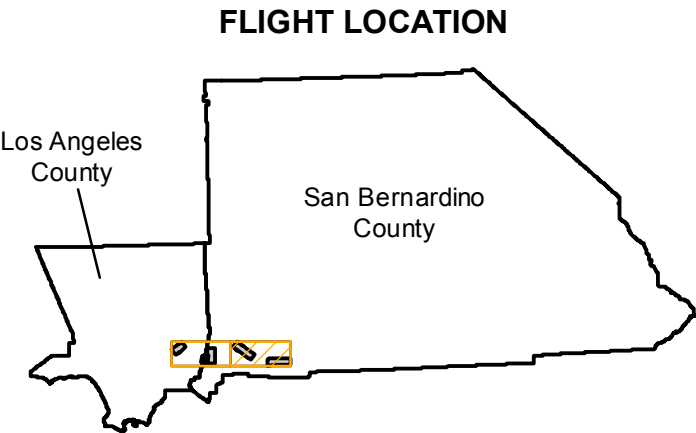 FLIGHT LOCATION
Los Angeles
County
San Bernardino
County